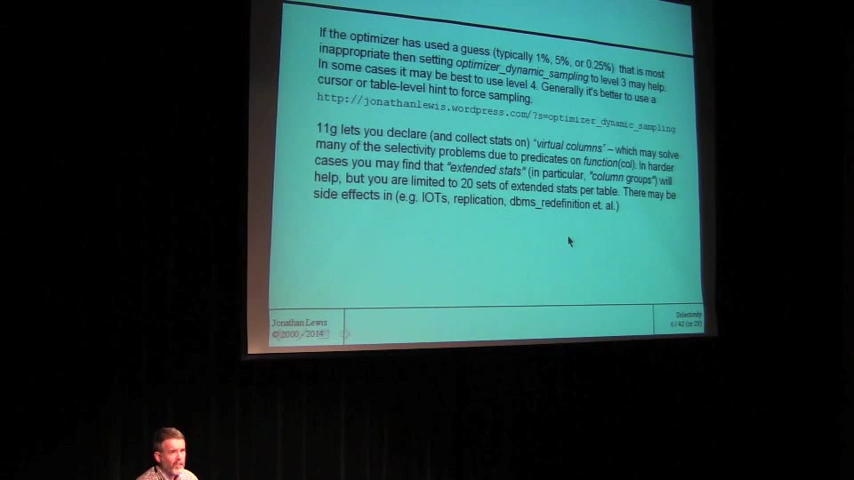 If the optimizer has used a guess (typically 1%, 5%, or 0.25%) that is most
inappropriate then setting optimizer_dynamic_sampling to level 3 may help.
In some cases it may be best to use level 4. Generally it's better to use a
cursor or table-level hint to force sampling.
http://jonathanlewis.wordpress.com/?s=optimizer_dynamic_sampling
11g lets you declare (and collect stats on) "virtual columns" – which may solve
many of the selectivity problems due to predicates on function(col). In harder
cases you may find that "extended stats" (in particular, "column groups") will
help, but you are limited to 20 sets of extended stats per table. There may be
side effects in (e.g. IOTs, replication, dbms_redefinition et. al.)
Jonathan Lewis
© 2000 - 2014
Selectivity